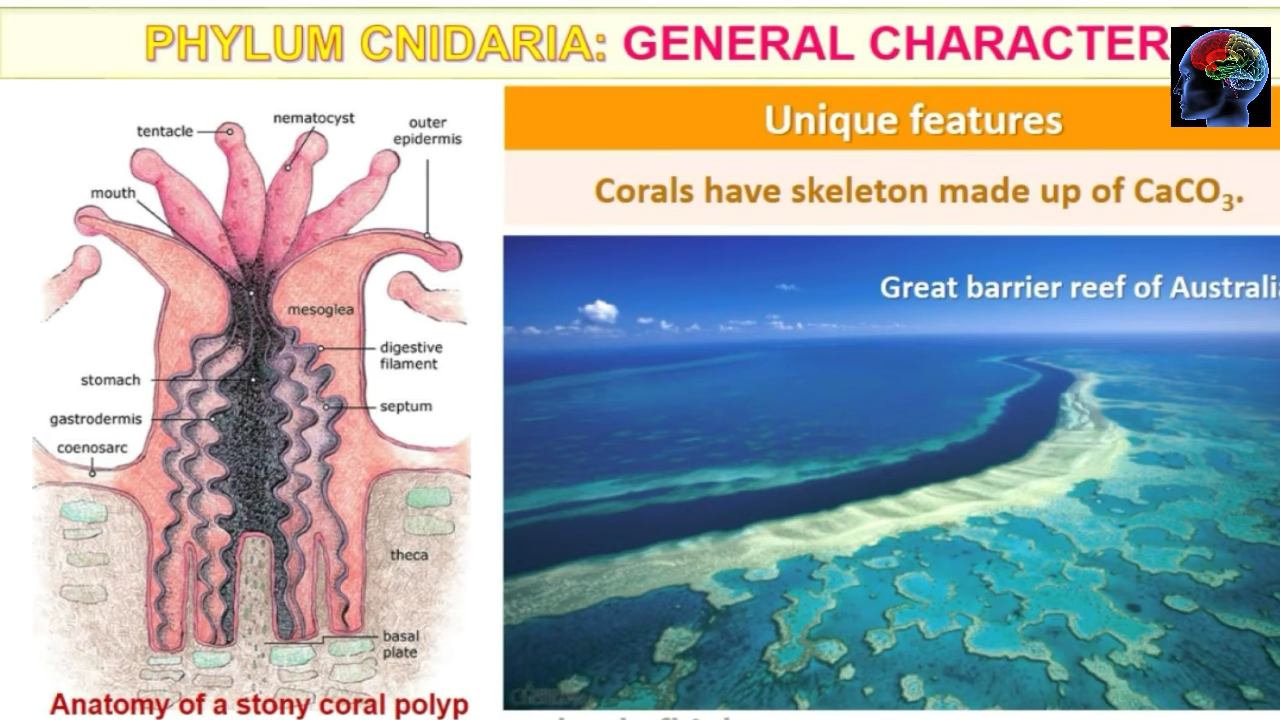 PHYLUM CNIDARIA: GENERAL CHARACTER
Unique features
Corals have skeleton made up of CaCO₃.
Great barrier reef of Australia
tentacle
nematocyst
outer
epidermis
mouth
mesoglea
digestive
filament
stomach
septum
gastrodermis
coenosarc
theca
basal
plate
Anatomy of a stony coral polyp